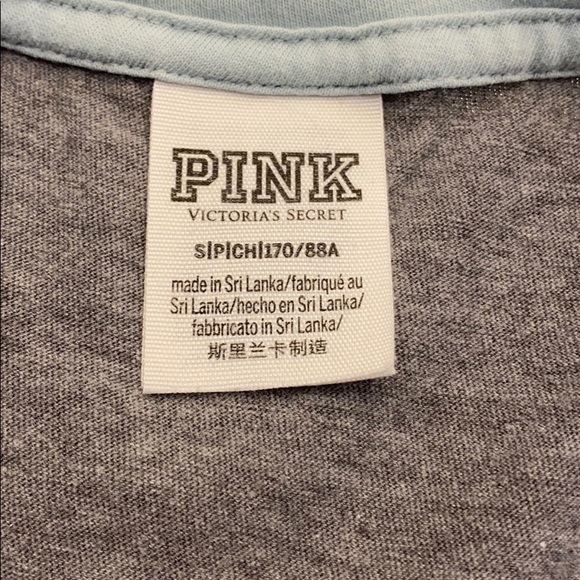 PINK
VICTORIA'S SECRET
S|P|CH|170/88A
made in Sri Lanka/fabriqué au
Sri Lanka/hecho en Sri Lanka/
fabbricato in Sri Lanka/
斯里兰卡制造